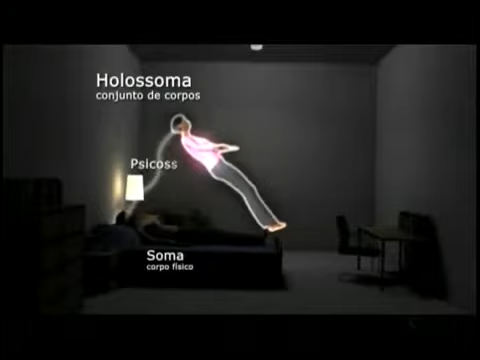 Holossoma
conjunto de corpos
Psicoss
Soma
corpo físico